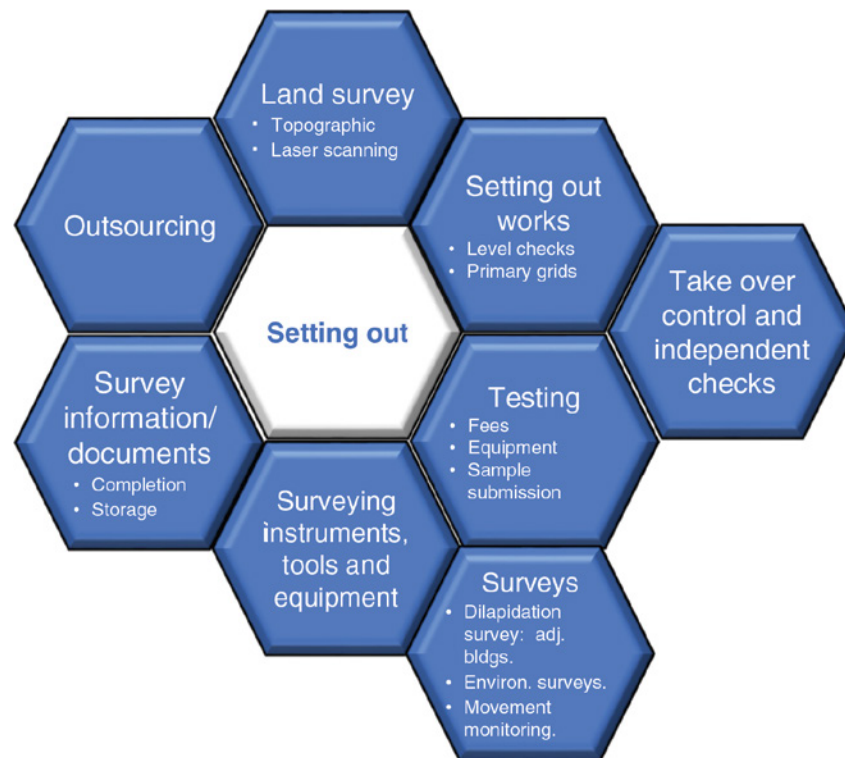 Land survey
• Topographic
• Laser scanning
Outsourcing
Setting out
works
• Level checks
• Primary grids
Take over
control and
independent
checks
Setting out
Survey
information/
documents
• Completion
• Storage
Testing
• Fees
• Equipment
• Sample
submission
Surveying
instruments,
tools and
equipment
Surveys
• Dilapidation
survey: adj.
bldgs.
• Environ. surveys.
• Movement
monitoring.